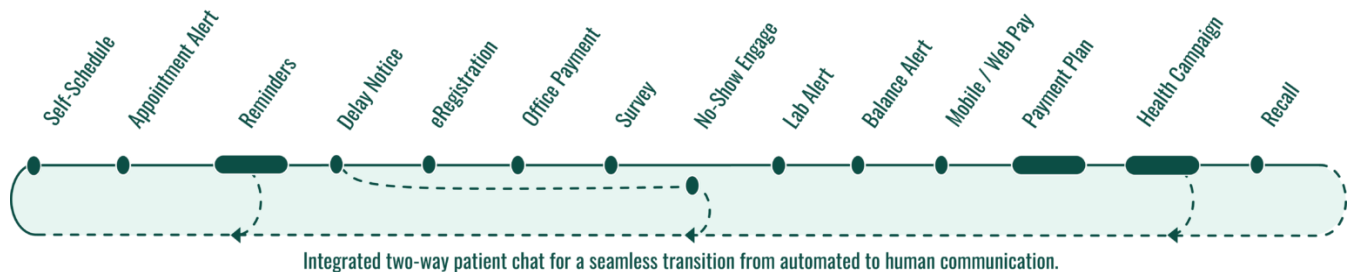 Self-Schedule
Appointment Alert
Reminders
Delay Notice
eRegistration
Office Payment
Survey
No-Show Engage
Lab Alert
Balance Alert
Mobile / Web Pay
Payment Plan
Health Campaign
Recall
Integrated two-way patient chat for a seamless transition from automated to human communication.